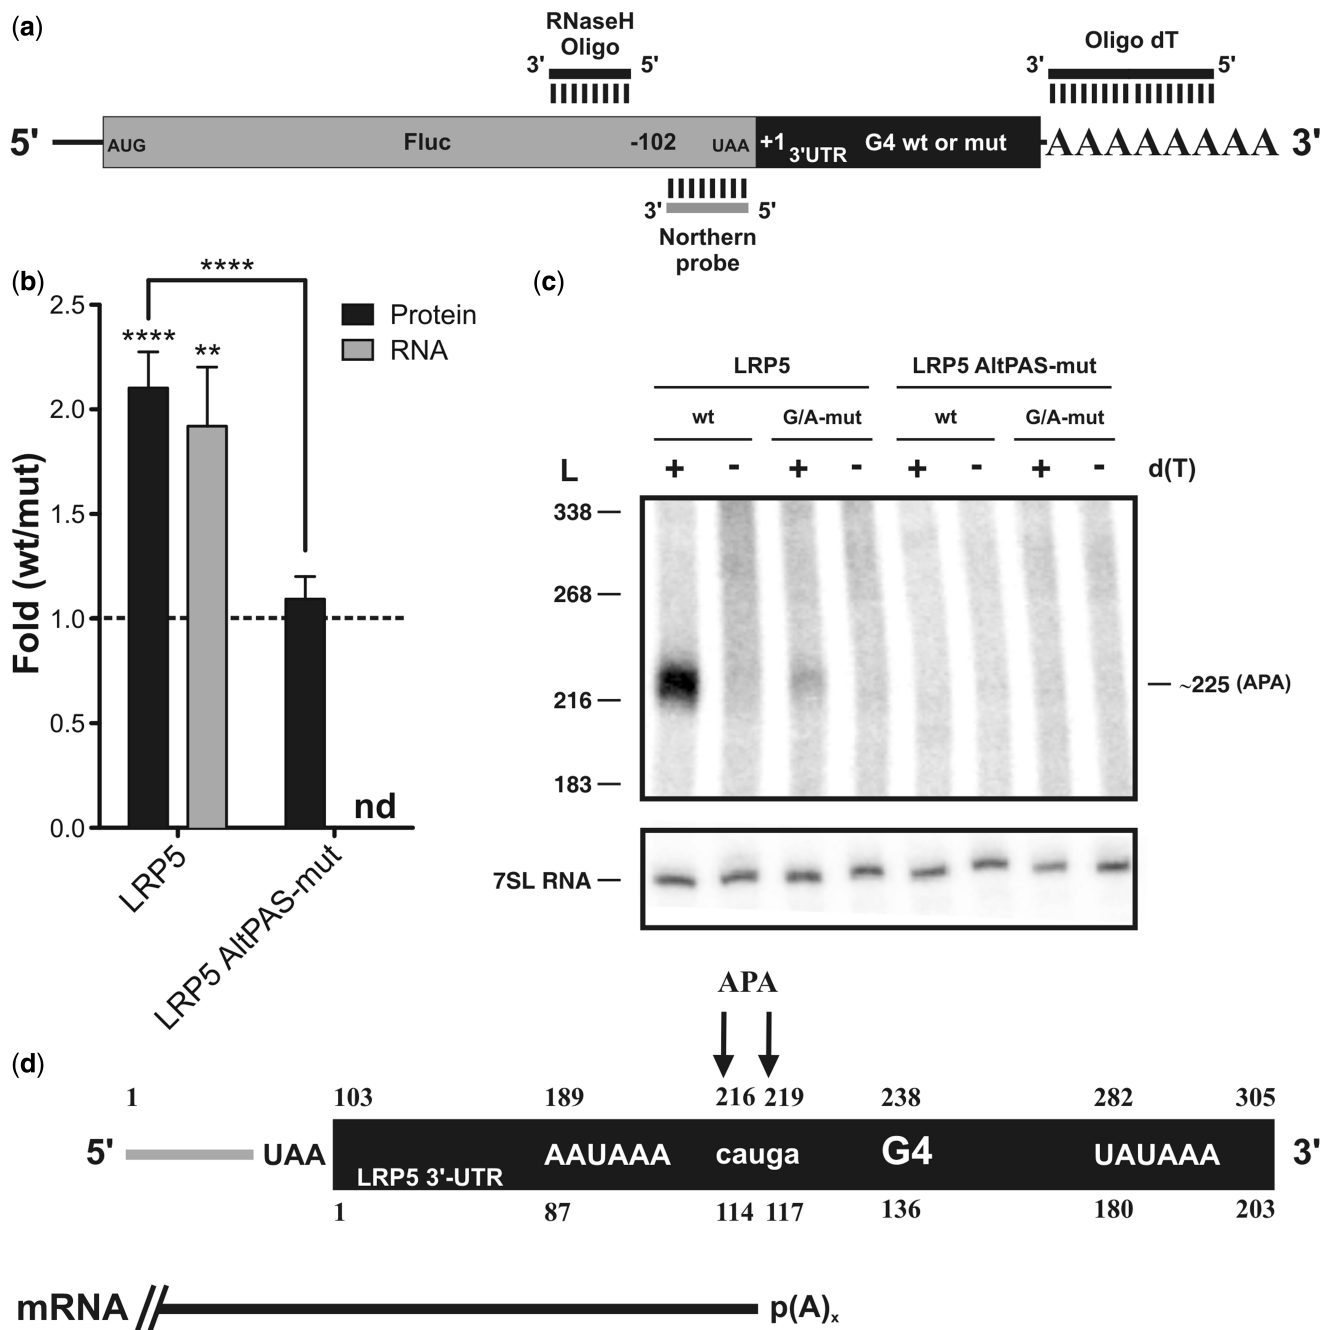 (a)
RNaseH
Oligo
3' 5'
Oligo dT
3' 5'
5' AUG Fluc -102 UAA +1 3'UTR G4 wt or mut AAAAAAAA 3'
3' 5'
Northern
probe
(b)
****
2.5
2.0
1.5
1.0
0.5
0.0
Fold (wt/mut)
**** **
Protein
RNA
nd
LRP5
LRP5 AltPAS-mut
(c)
LRP5 LRP5 AltPAS-mut
wt G/A-mut wt G/A-mut
L + - + - + - + - d(T)
338
268
216
183
~225 (APA)
7SL RNA
(d)
APA
1 103 189 216 219 238 282 305
5' UAA LRP5 3'-UTR AAUAAA cauga G4 UAUAAA 3'
1 87 114 117 136 180 203
mRNA // p(A)x